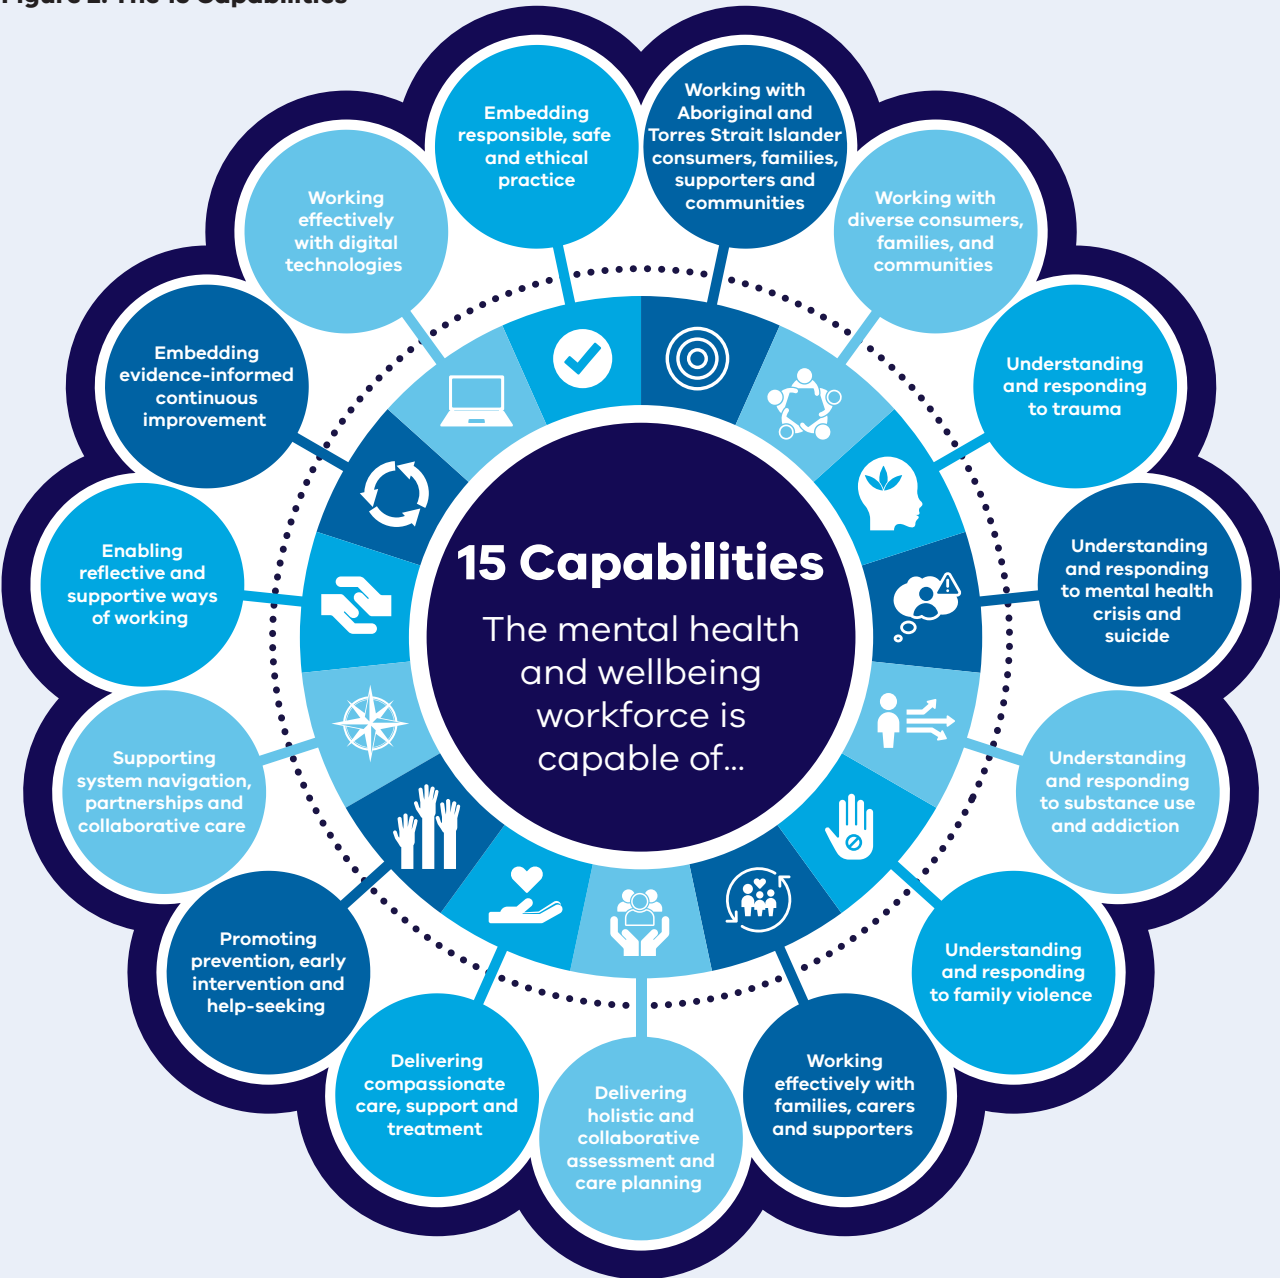 Figure 2: The 15 Capabilities
Working with
Aboriginal and
Torres Strait Islander
consumers, families,
supporters and
communities
Working with
diverse consumers,
families, and
communities
Understanding
and responding
to trauma
Understanding
and responding
to mental health
crisis and
suicide
Understanding
and responding
to substance use
and addiction
Understanding
and responding
to family violence
Working
effectively with
families, carers
and supporters
Delivering
holistic and
collaborative
assessment and
care planning
Delivering
compassionate
care, support and
treatment
Promoting
prevention, early
intervention and
help-seeking
Supporting
system navigation,
partnerships and
collaborative care
Enabling
reflective and
supportive ways
of working
Embedding
evidence-informed
continuous
improvement
Working
effectively
with digital
technologies
Embedding
responsible, safe
and ethical
practice
15 Capabilities
The mental health
and wellbeing
workforce is
capable of...